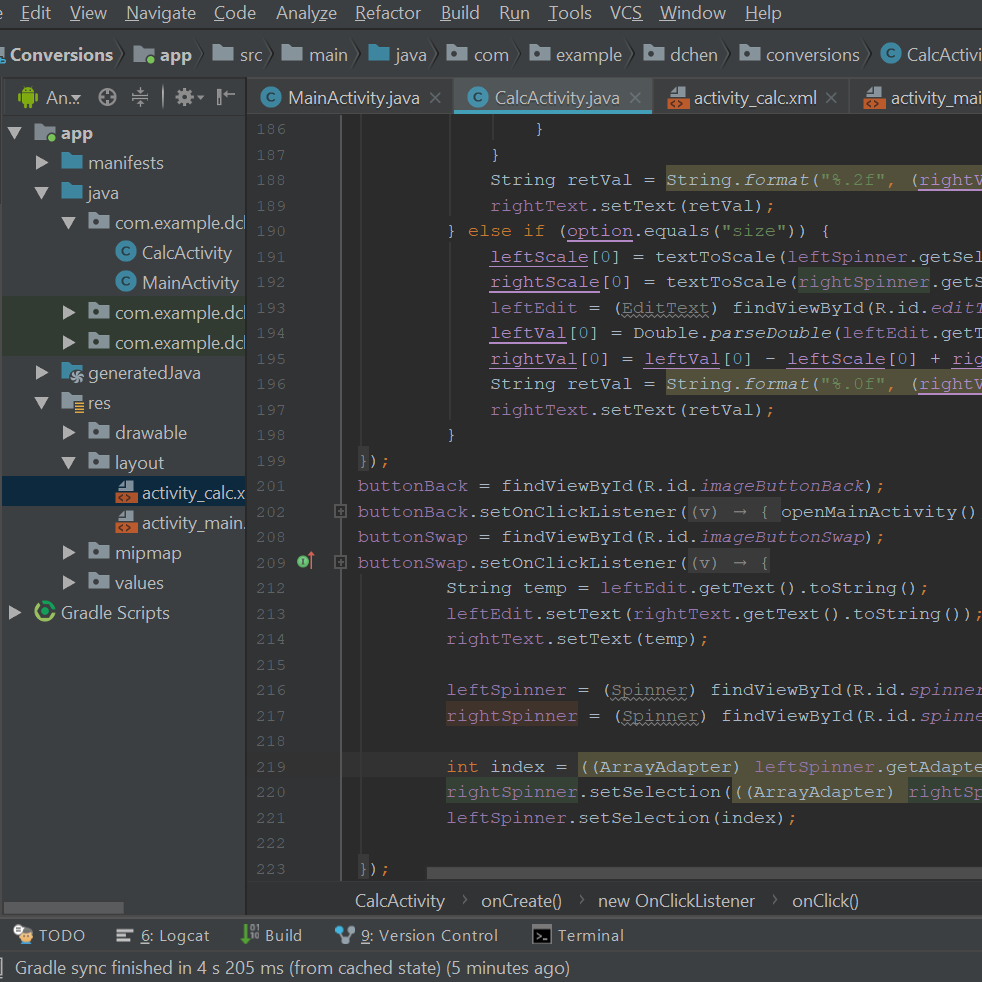 Edit View Navigate Code Analyze Refactor Build Run Tools VCS Window Help
Conversions app src main java com example dchen conversions CalcActivi
An... MainActivity.java CalcActivity.java activity_calc.xml activity_mai
app
manifests
java
com.example.dcl
CalcActivity
MainActivity
com.example.dcl
com.example.dcl
generatedJava
res
drawable
layout
activity_calc.x
activity_main.
mipmap
values
Gradle Scripts
186 }
187 }
188 String retVal = String.format("%.2f", (rightV
189 rightText.setText(retVal);
190 } else if (option.equals("size")) {
191 leftScale[0] = textToScale(leftSpinner.getSel
192 rightScale[0] = textToScale(rightSpinner.getS
193 leftEdit = (EditText) findViewById(R.id.editT
194 leftVal[0] = Double.parseDouble(leftEdit.getT
195 rightVal[0] = leftVal[0] - leftScale[0] + rig
196 String retVal = String.format("%.0f", (rightV
197 rightText.setText(retVal);
198 }
199 });
201 buttonBack = findViewById(R.id.imageButtonBack);
202 buttonBack.setOnClickListener((v) → { openMainActivity()
208 buttonSwap = findViewById(R.id.imageButtonSwap);
209 buttonSwap.setOnClickListener((v) → {
212 String temp = leftEdit.getText().toString();
213 leftEdit.setText(rightText.getText().toString());
214 rightText.setText(temp);
215
216 leftSpinner = (Spinner) findViewById(R.id.spinner
217 rightSpinner = (Spinner) findViewById(R.id.spinne
218
219 int index = ((ArrayAdapter) leftSpinner.getAdapte
220 rightSpinner.setSelection(((ArrayAdapter) rightSp
221 leftSpinner.setSelection(index);
222
223 });
CalcActivity onCreate() new OnClickListener onClick()
TODO 6: Logcat Build 9: Version Control Terminal
Gradle sync finished in 4 s 205 ms (from cached state) (5 minutes ago)